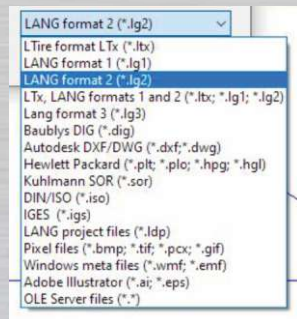 LANG format 2 (*.lg2)
LTire format LTx (*.ltx)
LANG format 1 (*.lg1)
LANG format 2 (*.lg2)
LTx, LANG formats 1 and 2 (*.ltx; *.lg1; *.lg2)
Lang format 3 (*.lg3)
Baublys DIG (*.dig)
Autodesk DXF/DWG (*.dxf;*.dwg)
Hewlett Packard (*.plt; *.plo; *.hpg; *.hgl)
Kuhlmann SOR (*.sor)
DIN/ISO (*.iso)
IGES (*.igs)
LANG project files (*.ldp)
Pixel files (*.bmp; *.tif; *.pcx; *.gif)
Windows meta files (*.wmf; *.emf)
Adobe Illustrator (*.ai; *.eps)
OLE Server files (*.*)